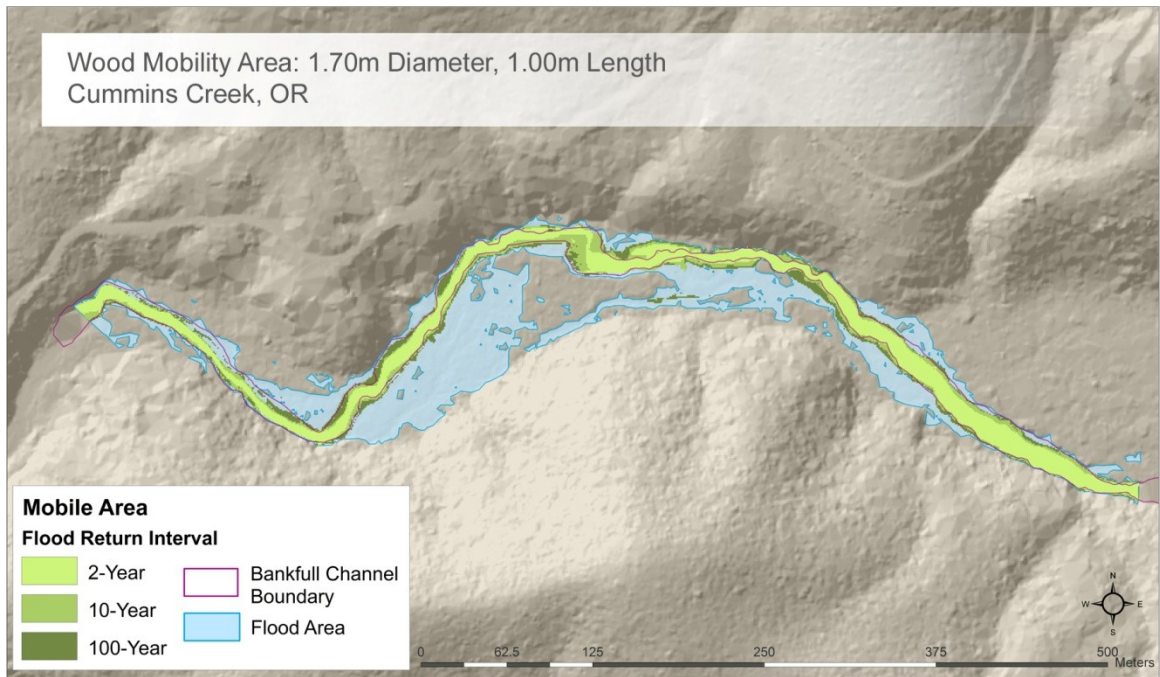 Wood Mobility Area: 1.70m Diameter, 1.00m Length
Cummins Creek, OR
Mobile Area
Flood Return Interval
2-Year
10-Year
100-Year
Bankfull Channel
Boundary
Flood Area
N
W E
S
0 62.5 125 250 375 500
Meters